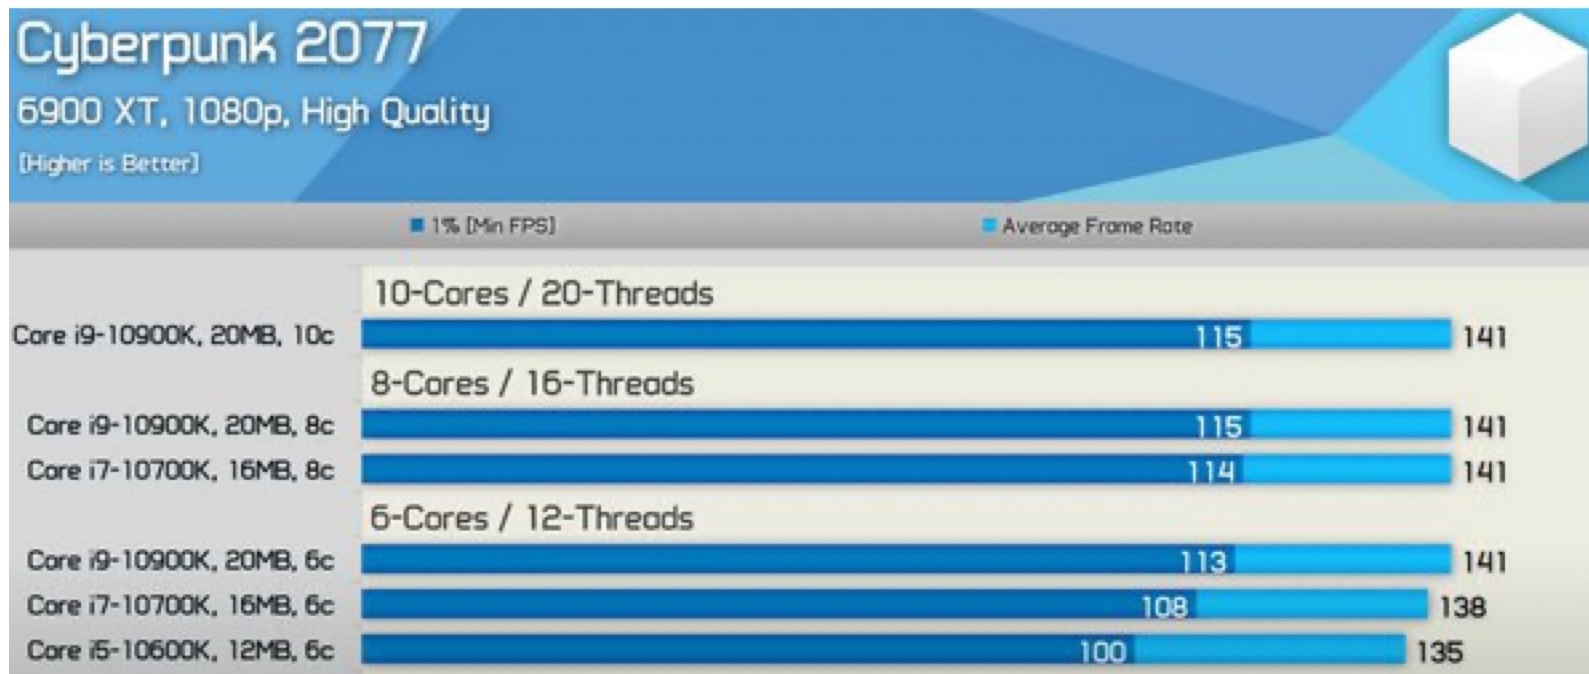 Cyberpunk 2077
6900 XT, 1080p, High Quality
[Higher is Better]
1% [Min FPS]
Average Frame Rate
10-Cores / 20-Threads
Core i9-10900K, 20MB, 10c 115 141
8-Cores / 16-Threads
Core i9-10900K, 20MB, 8c 115 141
Core i7-10700K, 16MB, 8c 114 141
6-Cores / 12-Threads
Core i9-10900K, 20MB, 6c 113 141
Core i7-10700K, 16MB, 6c 108 138
Core i5-10600K, 12MB, 6c 100 135